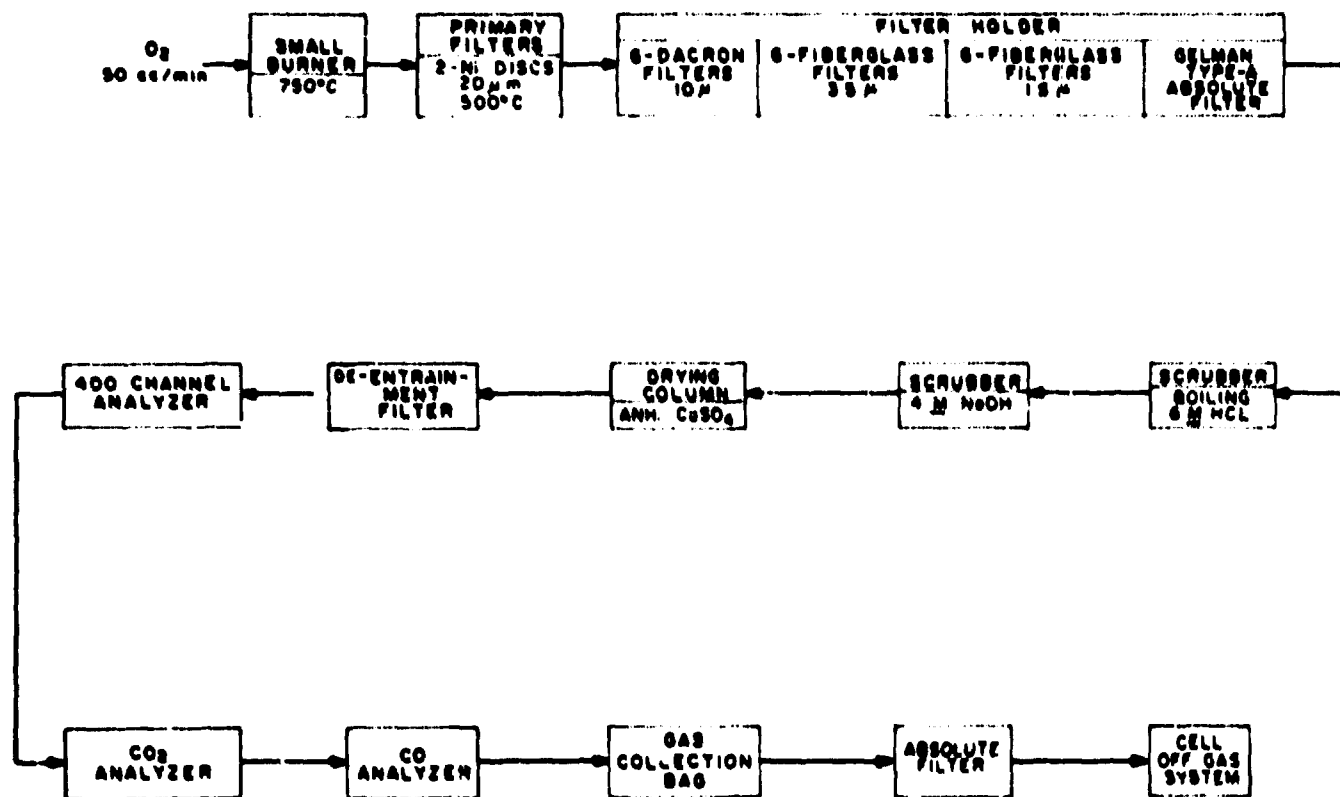 O₂
50 cc/min
SMALL
BURNER
750°C
PRIMARY
FILTERS
2-Ni DISCS
20 μm
500°C
FILTER HOLDER
6-DACRON
FILTERS
10 μ
6-FIBERGLASS
FILTERS
35 μ
6-FIBERGLASS
FILTERS
15 μ
GELMAN
TYPE-A
ABSOLUTE
FILTER
400 CHANNEL
ANALYZER
DE-ENTRAIN-
MENT
FILTER
DRYING
COLUMN
ANH. CaSO₄
SCRUBBER
4 M NaOH
SCRUBBER
BOILING
6 M HCL
CO₂
ANALYZER
CO
ANALYZER
GAS
COLLECTION
BAG
ABSOLUTE
FILTER
CELL
OFF GAS
SYSTEM